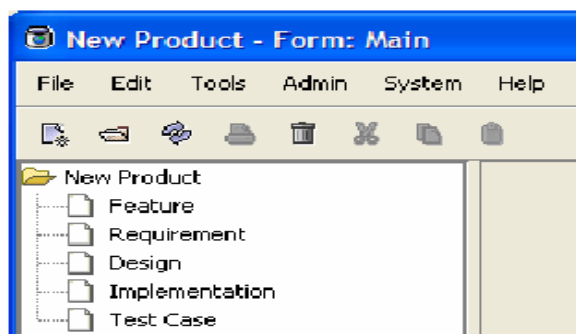 New Product - Form: Main
File Edit Tools Admin System Help
New Product
Feature
Requirement
Design
Implementation
Test Case